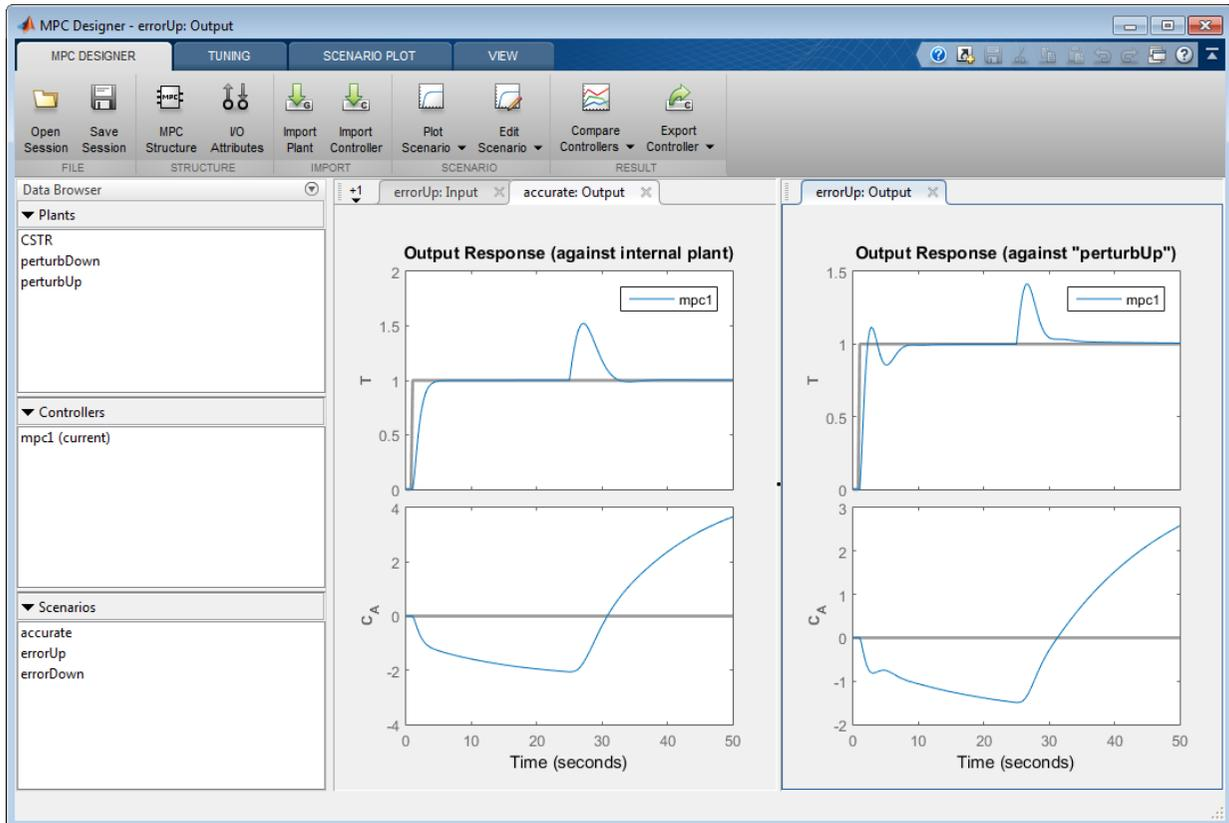 MPC Designer - errorUp: Output
MPC DESIGNER TUNING SCENARIO PLOT VIEW
Open Session
Save Session
MPC Structure
I/O Attributes
Import Plant
Import Controller
Plot Scenario
Edit Scenario
Compare Controllers
Export Controller
FILE STRUCTURE IMPORT SCENARIO RESULT
Data Browser
Plants
CSTR
perturbDown
perturbUp
Controllers
mpc1 (current)
Scenarios
accurate
errorUp
errorDown
+1 errorUp: Input accurate: Output
Output Response (against internal plant)
mpc1
2
1.5
1
0.5
0
T
4
2
0
-2
-4
C_A
0 10 20 30 40 50
Time (seconds)
errorUp: Output
Output Response (against "perturbUp")
mpc1
1.5
1
0.5
0
T
3
2
1
0
-1
-2
C_A
0 10 20 30 40 50
Time (seconds)